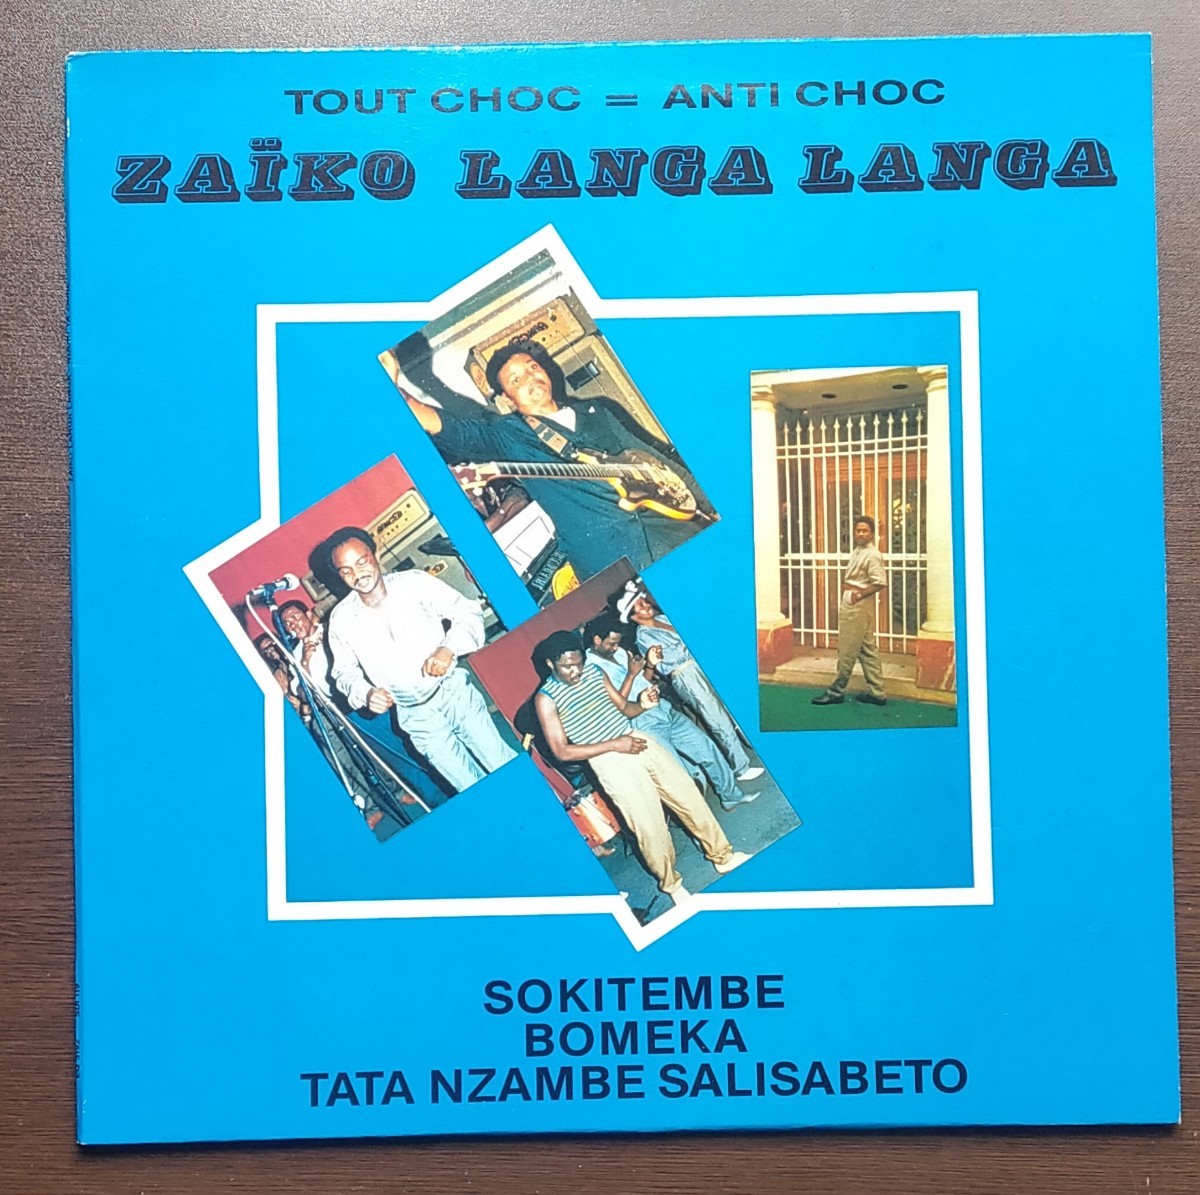 TOUT CHOC = ANTI CHOC
ZAÏKO LANGA LANGA
SOKITEMBE
BOMEKA
TATA NZAMBE SALISABETO